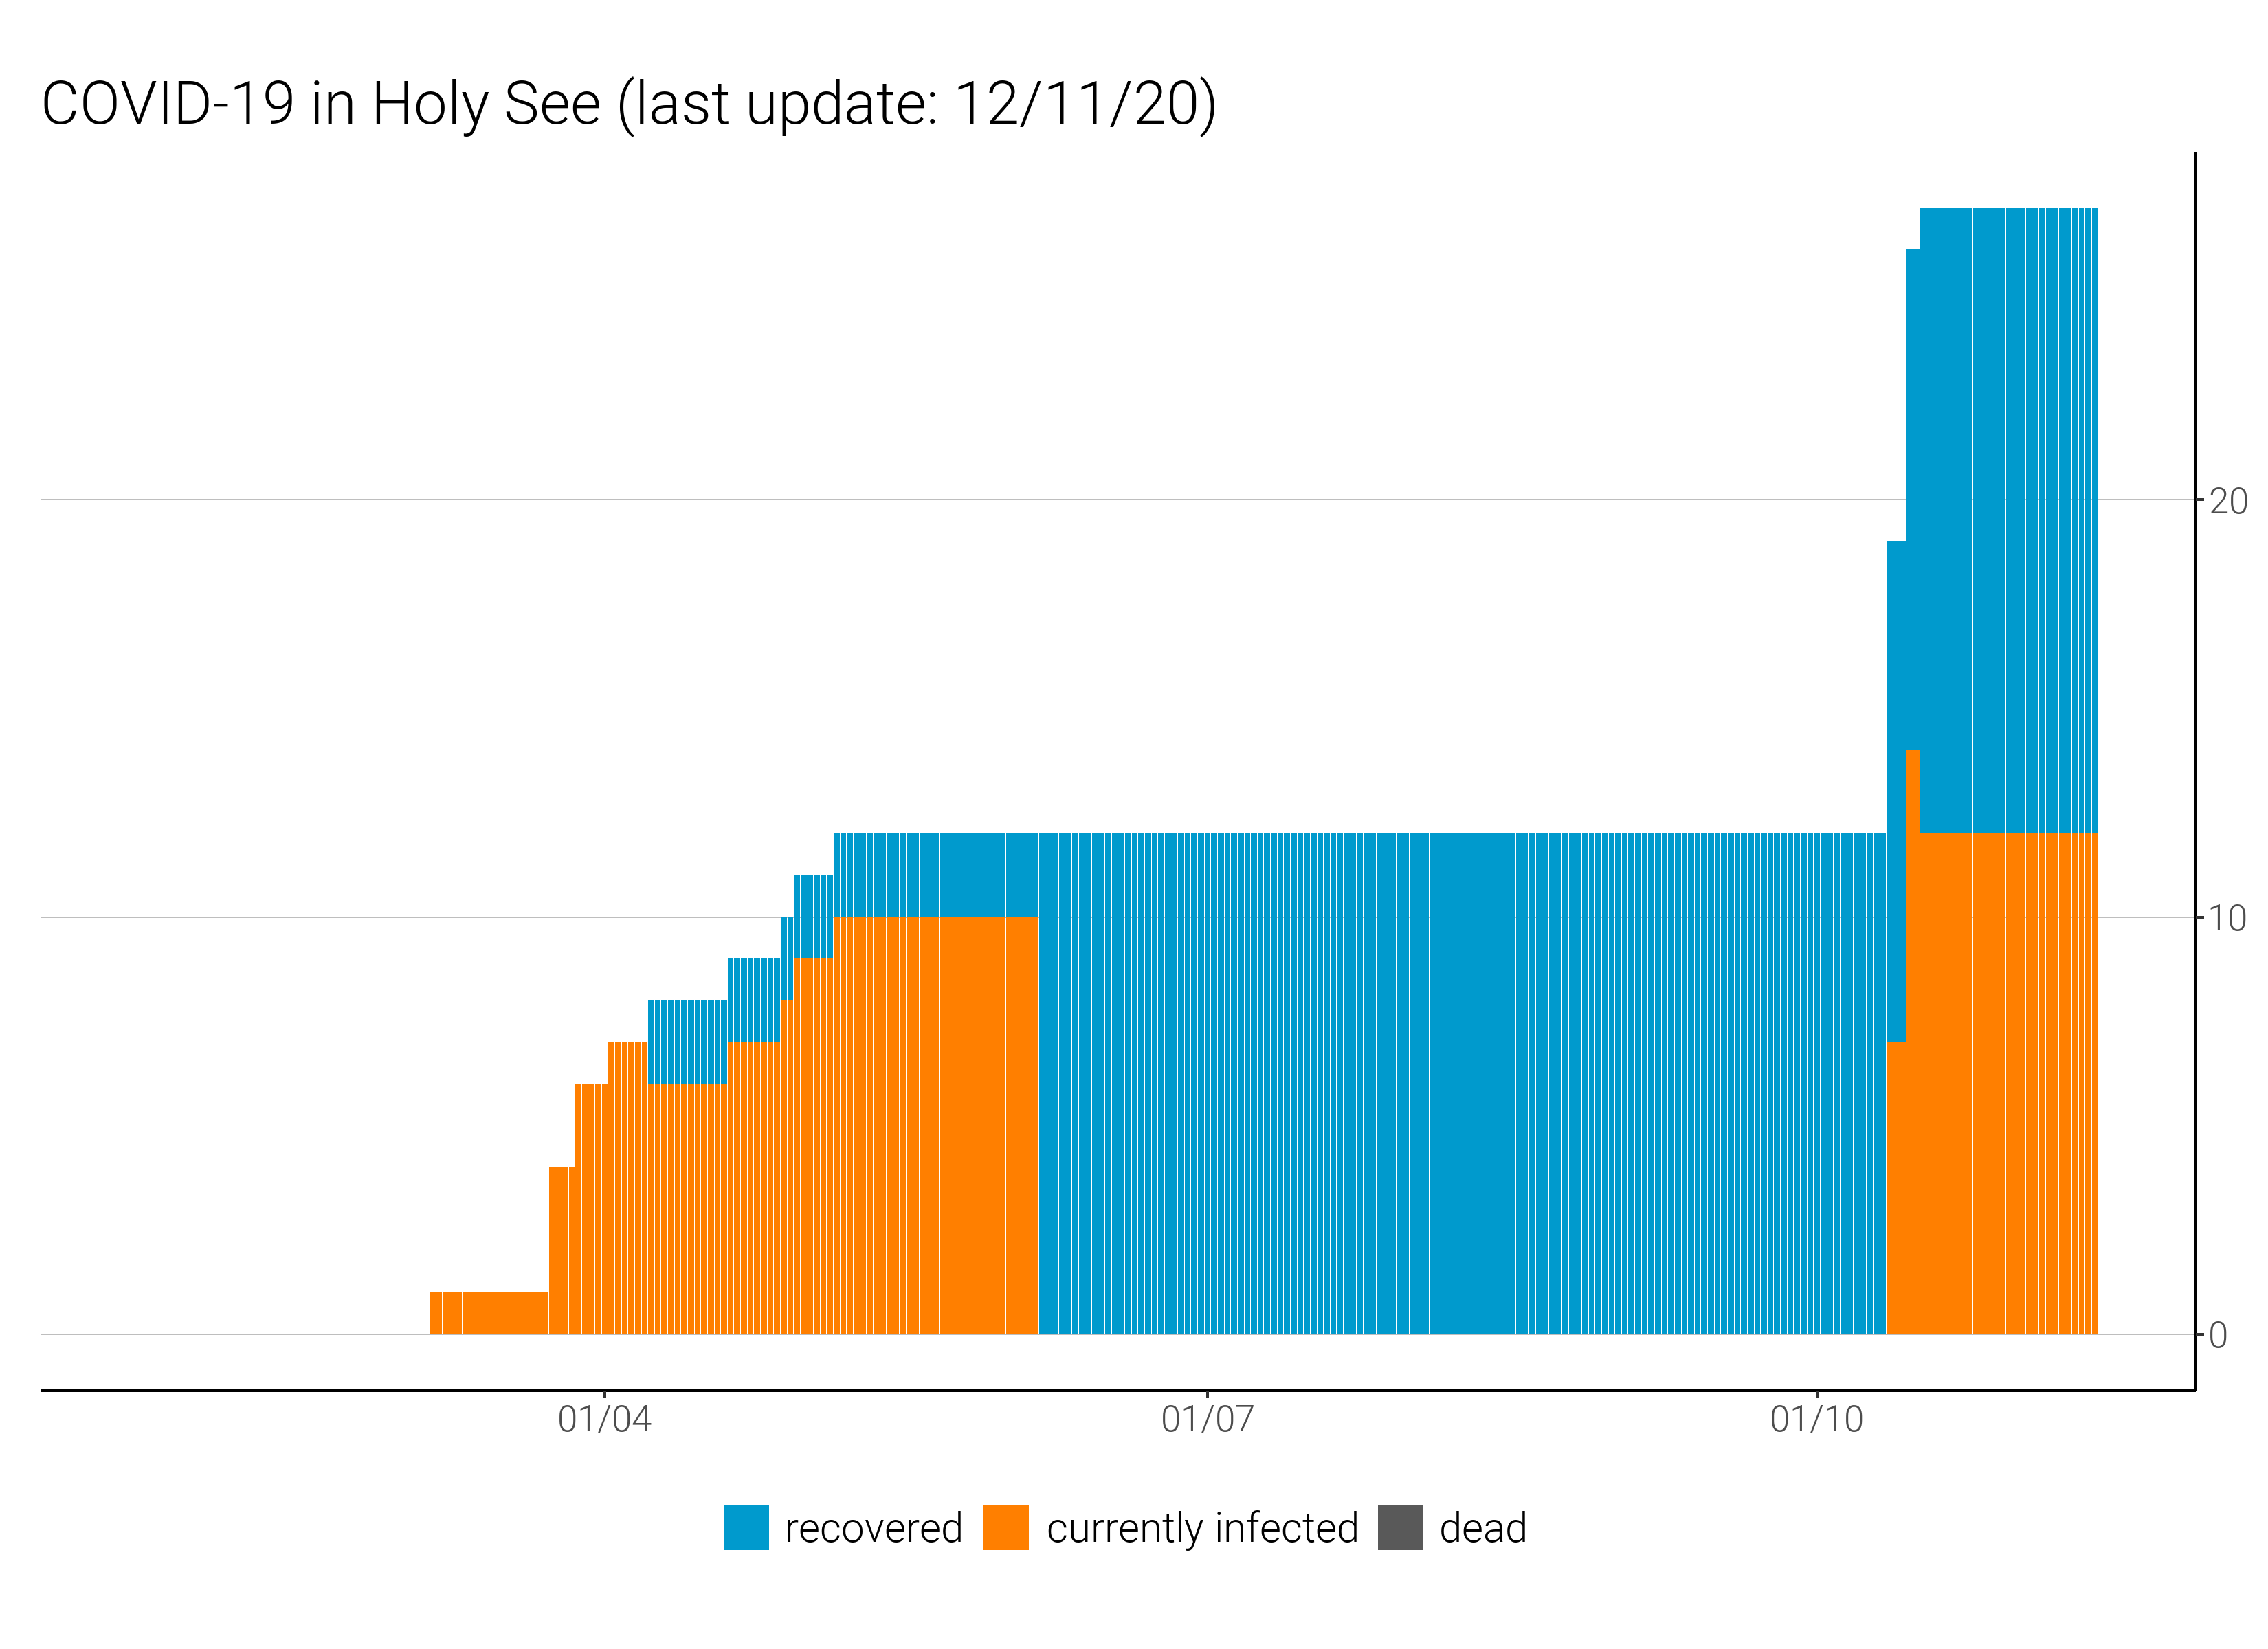 COVID-19 in Holy See (last update: 12/11/20)
20
10
0
01/04 01/07 01/10
recovered currently infected dead